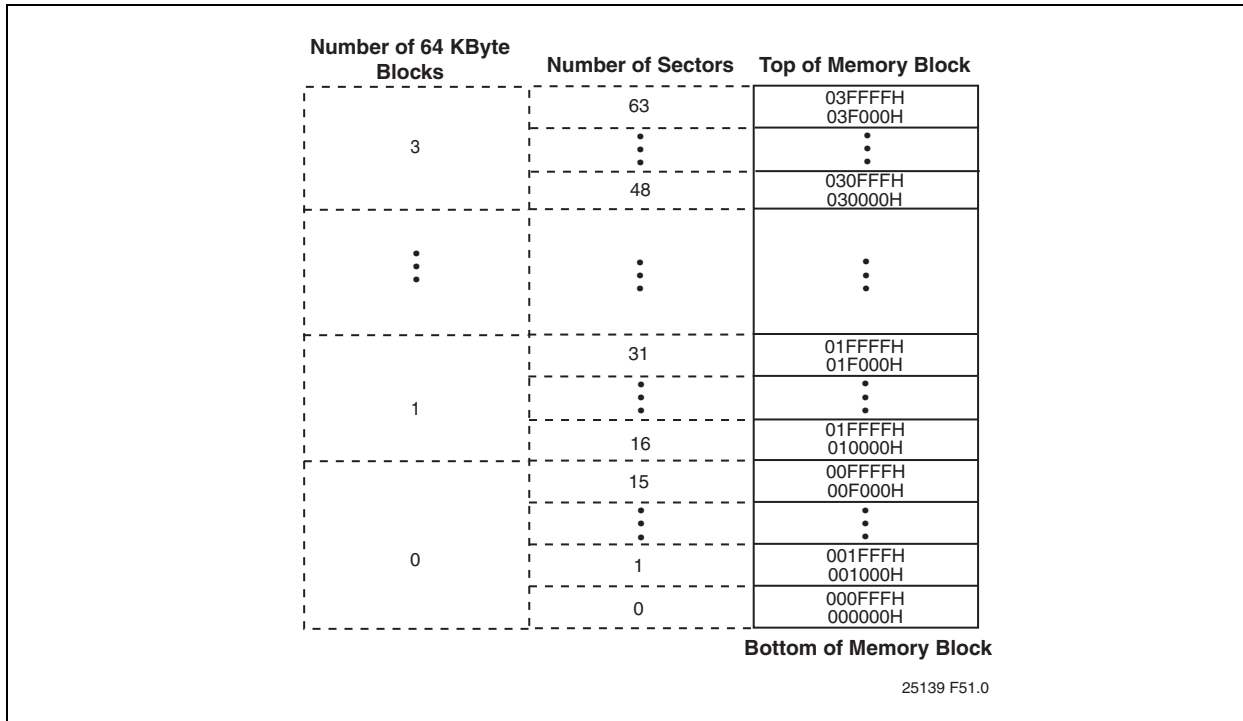 Number of 64 KByte
Blocks
Number of Sectors
Top of Memory Block
3
63
03FFFFH
03F000H
48
030FFFH
030000H
1
31
01FFFFH
01F000H
16
01FFFFH
010000H
0
15
00FFFFH
00F000H
1
001FFFH
001000H
0
000FFFH
000000H
Bottom of Memory Block
25139 F51.0